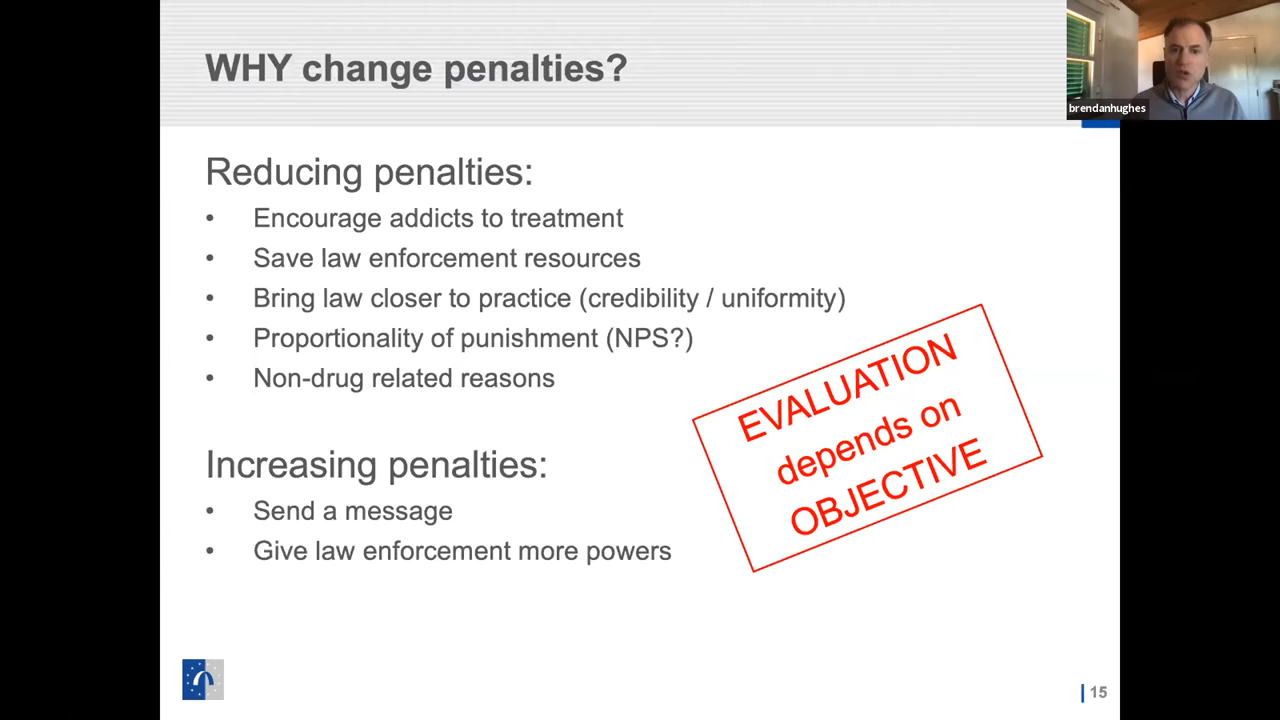 WHY change penalties?
brendanhughes
Reducing penalties:
• Encourage addicts to treatment
• Save law enforcement resources
• Bring law closer to practice (credibility / uniformity)
• Proportionality of punishment (NPS?)
• Non-drug related reasons
EVALUATION
depends on
OBJECTIVE
Increasing penalties:
• Send a message
• Give law enforcement more powers
15